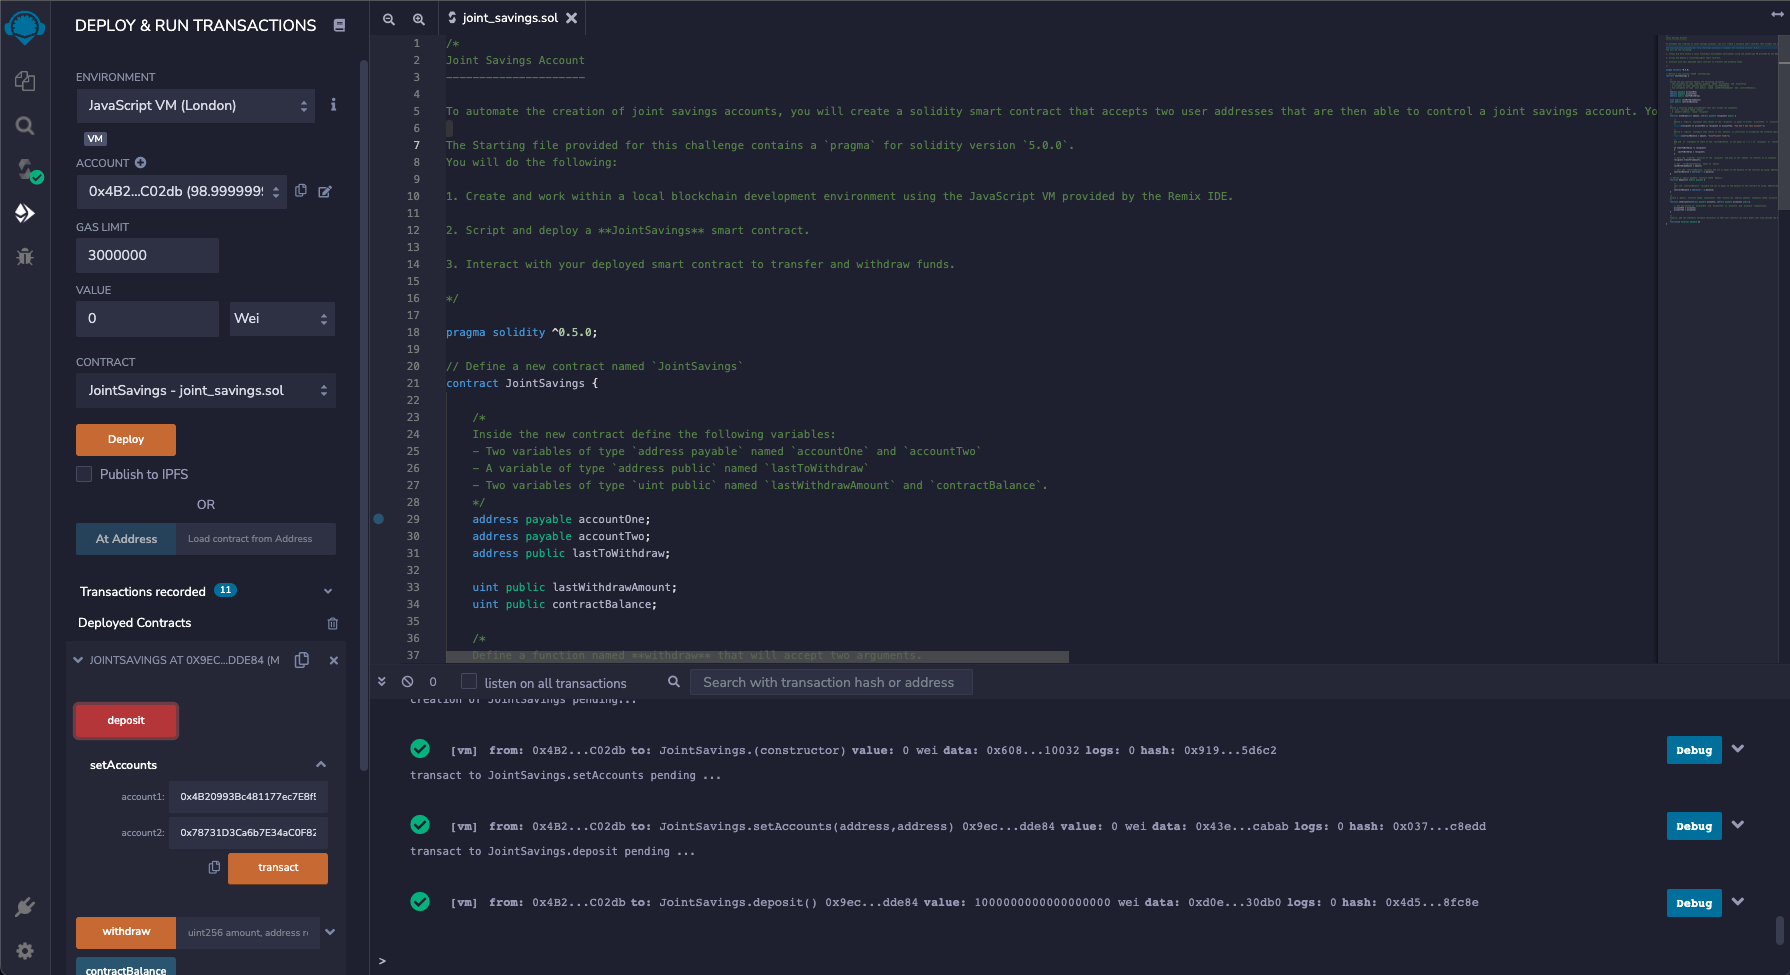 DEPLOY & RUN TRANSACTIONS
ENVIRONMENT
JavaScript VM (London)
VM
ACCOUNT
0x4B2...C02db (98.9999999
GAS LIMIT
3000000
VALUE
0
Wei
CONTRACT
JointSavings - joint_savings.sol
Deploy
Publish to IPFS
OR
At Address
Load contract from Address
Transactions recorded 11
Deployed Contracts
JOINTSAVINGS AT 0X9EC...DDE84 (M
deposit
setAccounts
account1: 0x4B20993Bc481177ec7E8f5
account2: 0x78731D3Ca6b7E34aC0F82
transact
withdraw
uint256 amount, address r
contractBalance
joint_savings.sol
1 /*
2 Joint Savings Account
3 ---------------------
4
5 To automate the creation of joint savings accounts, you will create a solidity smart contract that accepts two user addresses that are then able to control a joint savings account. Yo
6
7 The Starting file provided for this challenge contains a `pragma` for solidity version `5.0.0`.
8 You will do the following:
9
10 1. Create and work within a local blockchain development environment using the JavaScript VM provided by the Remix IDE.
11
12 2. Script and deploy a **JointSavings** smart contract.
13
14 3. Interact with your deployed smart contract to transfer and withdraw funds.
15
16 */
17
18 pragma solidity ^0.5.0;
19
20 // Define a new contract named `JointSavings`
21 contract JointSavings {
22
23 /*
24 Inside the new contract define the following variables:
25 - Two variables of type `address payable` named `accountOne` and `accountTwo`
26 - A variable of type `address public` named `lastToWithdraw`
27 - Two variables of type `uint public` named `lastWithdrawAmount` and `contractBalance`.
28 */
29 address payable accountOne;
30 address payable accountTwo;
31 address public lastToWithdraw;
32
33 uint public lastWithdrawAmount;
34 uint public contractBalance;
35
36 /*
37 Define a function named **withdraw** that will accept two arguments.
0
listen on all transactions
Search with transaction hash or address
creation of JointSavings pending...
[vm] from: 0x4B2...C02db to: JointSavings.(constructor) value: 0 wei data: 0x608...10032 logs: 0 hash: 0x919...5d6c2
Debug
transact to JointSavings.setAccounts pending ...
[vm] from: 0x4B2...C02db to: JointSavings.setAccounts(address,address) 0x9ec...dde84 value: 0 wei data: 0x43e...cabab logs: 0 hash: 0x037...c8edd
Debug
transact to JointSavings.deposit pending ...
[vm] from: 0x4B2...C02db to: JointSavings.deposit() 0x9ec...dde84 value: 1000000000000000000 wei data: 0xd0e...30db0 logs: 0 hash: 0x4d5...8fc8e
Debug
>